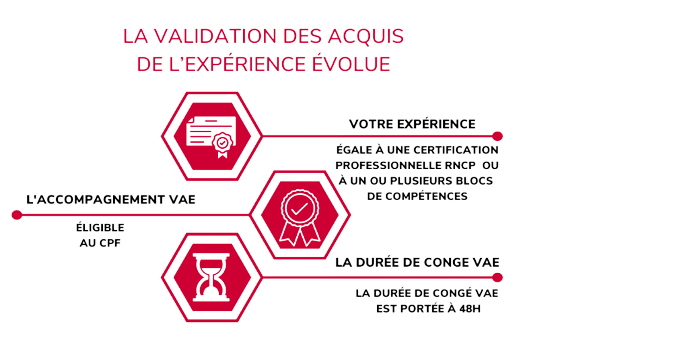 LA VALIDATION DES ACQUIS
DE L'EXPÉRIENCE ÉVOLUE
VOTRE EXPÉRIENCE
ÉGALE À UNE CERTIFICATION
PROFESSIONNELLE RNCP OU
À UN OU PLUSIEURS BLOCS
DE COMPÉTENCES
L'ACCOMPAGNEMENT VAE
ÉLIGIBLE
AU CPF
LA DURÉE DE CONGE VAE
LA DURÉE DE CONGÉ VAE
EST PORTÉE À 48H